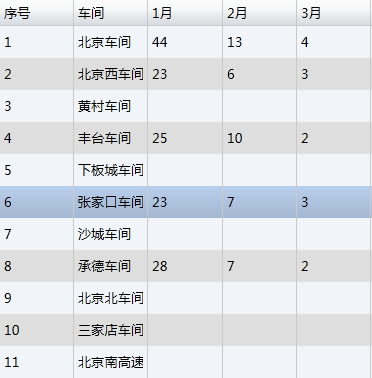 序号 车间 1月 2月 3月
1 北京车间 44 13 4
2 北京西车间 23 6 3
3 黄村车间
4 丰台车间 25 10 2
5 下板城车间
6 张家口车间 23 7 3
7 沙城车间
8 承德车间 28 7 2
9 北京北车间
10 三家店车间
11 北京南高速